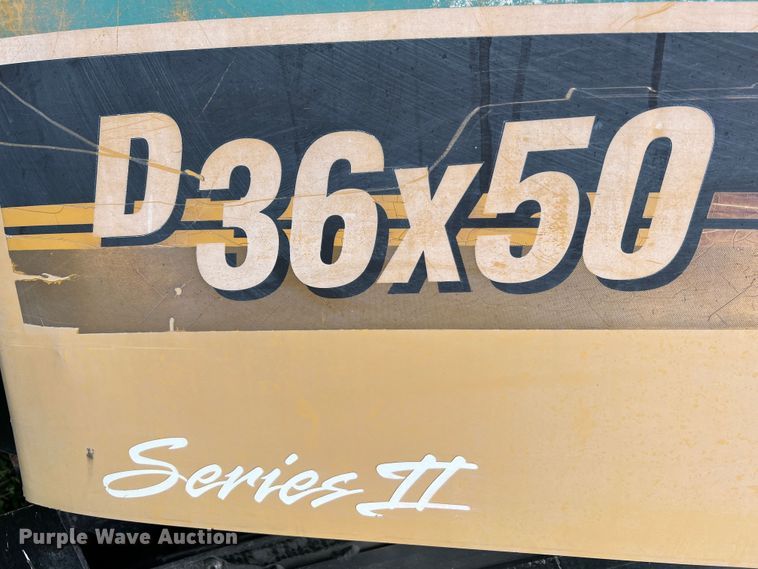 D36x50
Series II
Purple Wave Auction